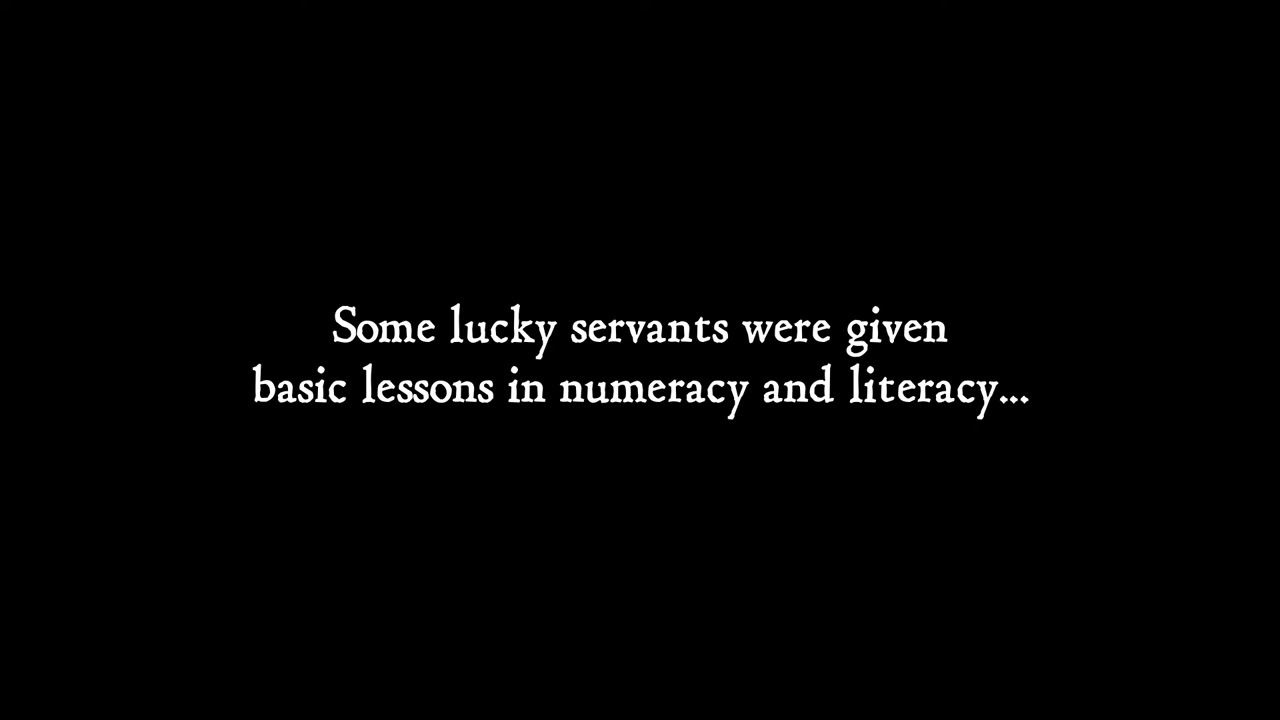 Some lucky servants were given
basic lessons in numeracy and literacy...